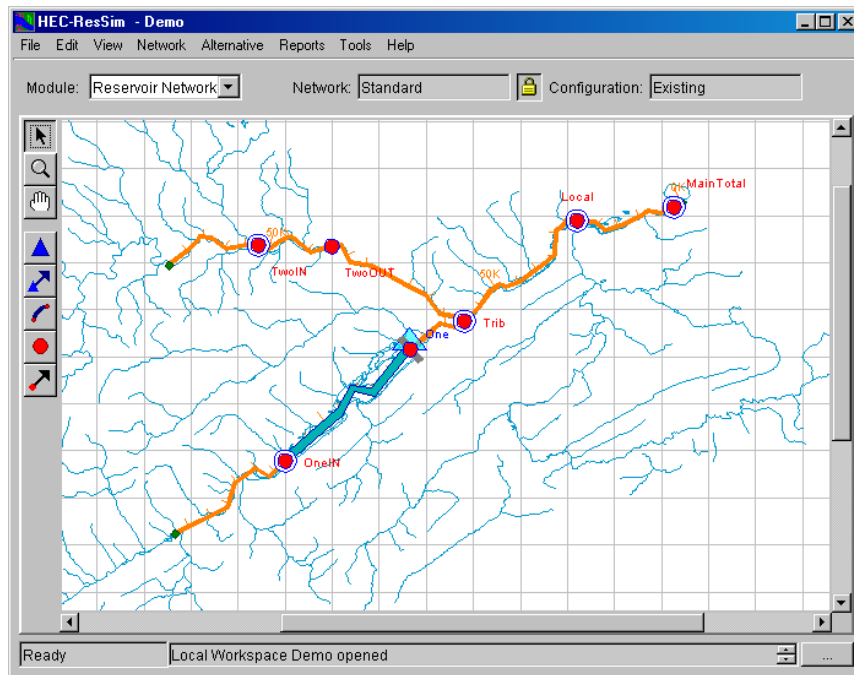 HEC-ResSim - Demo
File Edit View Network Alternative Reports Tools Help
Module: Reservoir Network Network: Standard Configuration: Existing
0K MainTotal
Local
50K
TwoIN TwoOUT
50K
Trib
One
OneIN
Ready Local Workspace Demo opened ...